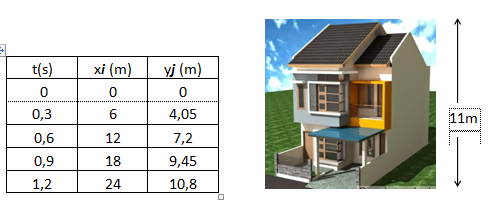 t(s) xi (m) yj (m)
0 0 0
0,3 6 4,05
0,6 12 7,2
0,9 18 9,45
1,2 24 10,8
11m